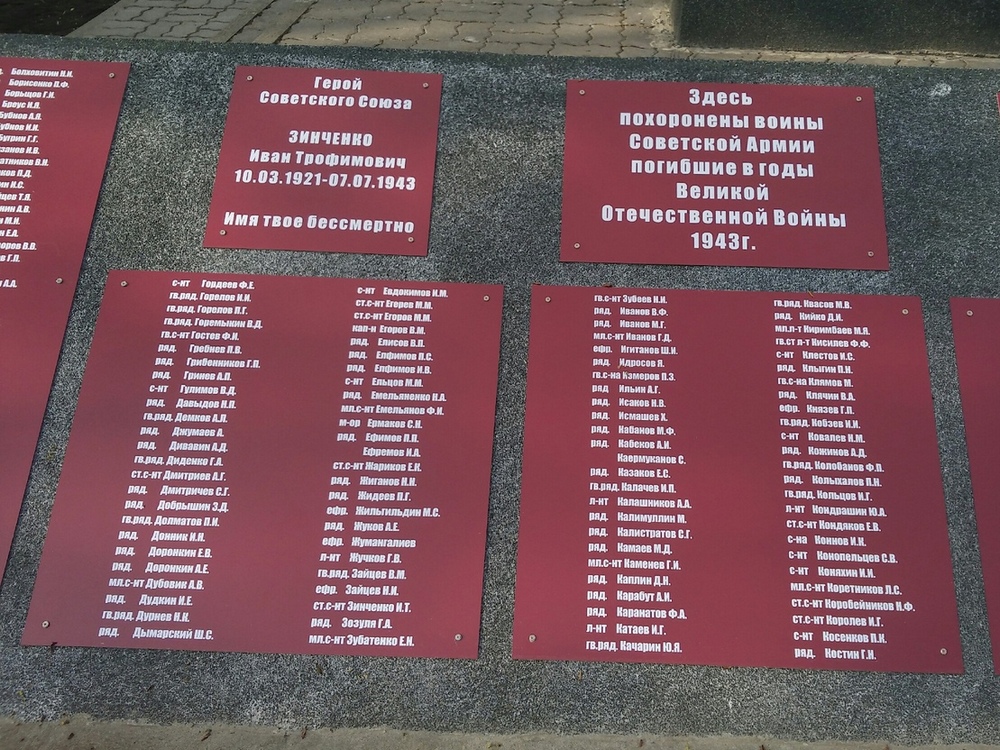 Болховитин Н.И.
Борисенко П.Ф.
Борыщов Г.Н.
Броус И.Я.
Герой
Советского Союза
ЗИНЧЕНКО
Иван Трофимович
10.03.1921-07.07.1943
Имя твое бессмертно
Здесь
похоронены воины
Советской Армии
погибшие в годы
Великой
Отечественной Войны
1943г.
с-нт Гордеев Ф.Е.
гв.ряд. Горелов И.И.
гв.ряд. Горелов П.Г.
гв.ряд. Горемыкин В.Д.
гв.с-нт Гостев Ф.И.
ряд. Гребнев П.В.
ряд. Грибенников Г.П.
ряд. Гринев А.П.
с-нт Гулимов В.Д.
ряд. Давыдов Н.П.
гв.ряд. Демков А.Л.
ряд. Джумаев А.
ряд. Дивавин А.Д.
гв.ряд. Диденко Г.А.
ст.с-нт Дмитриев А.Г.
ряд. Дмитричев С.Г.
ряд. Добрышин З.Д.
гв.ряд. Долматов П.И.
ряд. Донник И.Н.
ряд. Доронкин Е.В.
ряд. Доронкин А.Е.
мл.с-нт Дубовик А.В.
ряд. Дудкин И.Е.
гв.ряд. Дурнев Н.К.
ряд. Дымарский Ш.С.
с-нт Евдокимов И.М.
ст.с-нт Егоров М.М.
ст.с-нт Егоров М.М.
кап-н Егоров В.М.
ряд. Елисов В.П.
ряд. Елфимов П.С.
ряд. Елфимов И.В.
с-нт Ельцов М.М.
ряд. Емельяненко Н.А.
мл.с-нт Емельянов Ф.И.
м-ор Ермаков С.Н.
ряд. Ефимов П.П.
Ефремов И.А.
ст.с-нт Жариков Е.К.
ряд. Жиганов Н.Н.
ряд. Жидеев П.Г.
ефр. Жильгильдин М.С.
ряд. Жуков А.Е.
ефр. Жумангалиев
л-нт Жучков Г.В.
гв.ряд. Зайцев В.М.
ефр. Зайцев Н.И.
ст.с-нт Зинченко И.Т.
ряд. Зозуля Г.А.
мл.с-нт Зубатенко Е.Н.
гв.с-нт Зубеев Н.И.
ряд. Иванов В.Ф.
ряд. Иванов М.Г.
мл.с-нт Иванов Г.Д.
ефр. Игитанов Ш.И.
ряд. Идросов Я.
гв.с-на Камеров П.З.
ряд Ильин А.Г.
ряд. Исаков Н.В.
ряд. Исмашев Х.
ряд. Кабанов М.Ф.
ряд. Кабеков А.И.
Каермуканов С.
ряд. Казаков Е.С.
гв.ряд. Калачев И.П.
л-нт Калашников А.А.
ряд. Калимуллин М.
ряд. Калистратов С.Г.
ряд. Камаев М.Д.
мл.с-нт Каменев Г.И.
ряд. Каплин Д.Н.
ряд. Карабут А.И.
ряд. Каранатов Ф.А.
л-нт Катаев И.Г.
гв.ряд. Качарин Ю.Я.
гв.ряд. Квасов М.В.
ряд. Кийко Д.И.
мл.л-т Киримбаев М.Я.
гв.ст л-т Кисилев Ф.Ф.
с-нт Клестов И.С.
ряд. Клыгин П.Н.
гв.с-на Клямов М.
ряд. Клячин В.А.
ефр. Князев Г.П.
гв.ряд. Кобзев И.И.
с-нт Ковалев Н.М.
ряд. Кожинов А.Д.
гв.ряд. Колобанов Ф.П.
ряд. Колыхалов П.Н.
гв.ряд. Кольцов И.Г.
л-нт Кондрашин Ю.А.
ст.с-нт Кондяков Е.В.
с-на Коннов И.К.
с-нт Конопельцев С.В.
с-нт Коняхин И.И.
мл.с-нт Коретников Л.С.
ст.с-нт Коробейников Н.Ф.
ст.с-нт Королев И.Г.
с-нт Косенков П.К.
ряд. Костин Г.Н.